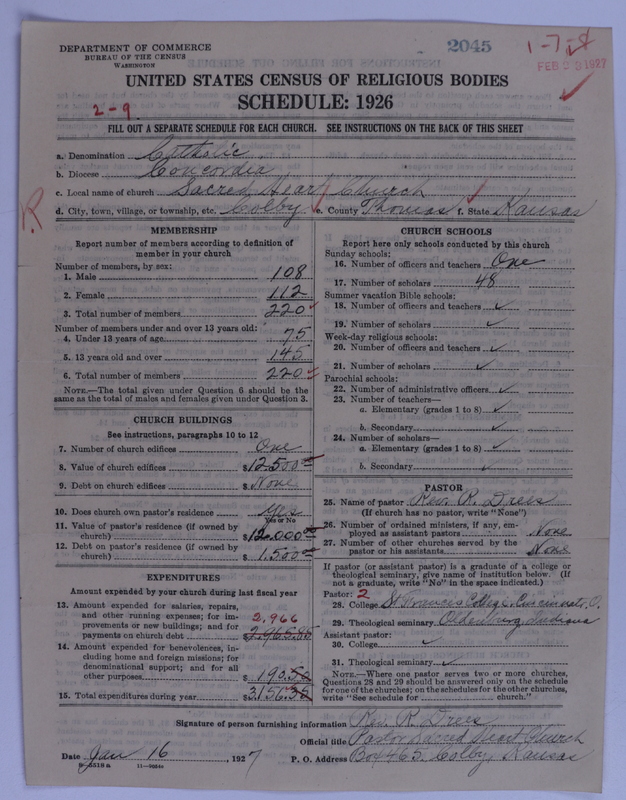 DEPARTMENT OF COMMERCE
BUREAU OF THE CENSUS
WASHINGTON
2045
1-7-
FEB 23 1927
UNITED STATES CENSUS OF RELIGIOUS BODIES
SCHEDULE: 1926
2-9
FILL OUT A SEPARATE SCHEDULE FOR EACH CHURCH. SEE INSTRUCTIONS ON THE BACK OF THIS SHEET
a. Denomination Catholic
b. Diocese Concordia
c. Local name of church Sacred Heart Church
d. City, town, village, or township, etc. Colby e. County Thomas f. State Kansas
MEMBERSHIP
Report number of members according to definition of
member in your church
Number of members, by sex:
1. Male 108
2. Female 112
3. Total number of members 220
Number of members under and over 13 years old:
4. Under 13 years of age 75
5. 13 years old and over 145
6. Total number of members 220
NOTE.—The total given under Question 6 should be the
same as the total of males and females given under Question 3.
CHURCH BUILDINGS
See instructions, paragraphs 10 to 12
7. Number of church edifices One
8. Value of church edifices $12,500.00
9. Debt on church edifices $None
10. Does church own pastor's residence Yes
Yes or No
11. Value of pastor's residence (if owned by
church) $12.000.00
12. Debt on pastor's residence (if owned by
church) $1.500.00
EXPENDITURES
Amount expended by your church during last fiscal year
13. Amount expended for salaries, repairs,
and other running expenses; for im-
provements or new buildings; and for
payments on church debt 2,966
$2965.85
14. Amount expended for benevolences, in-
cluding home and foreign missions; for
denominational support; and for all
other purposes $190.50
15. Total expenditures during year $3156.35
CHURCH SCHOOLS
Report here only schools conducted by this church
Sunday schools:
16. Number of officers and teachers One
17. Number of scholars 48
Summer vacation Bible schools:
18. Number of officers and teachers ✓
19. Number of scholars ✓
Week-day religious schools:
20. Number of officers and teachers ✓
21. Number of scholars ✓
Parochial schools:
22. Number of administrative officers ✓
23. Number of teachers—
a. Elementary (grades 1 to 8) ✓
b. Secondary ✓
24. Number of scholars—
a. Elementary (grades 1 to 8) ✓
b. Secondary ✓
PASTOR
25. Name of pastor Rev. R. Drees
(If church has no pastor, write "None")
26. Number of ordained ministers, if any, em-
ployed as assistant pastors None
27. Number of other churches served by the
pastor or his assistants None
If pastor (or assistant pastor) is a graduate of a college or
theological seminary, give name of institution below. (If
not a graduate, write "No" in the space indicated.)
Pastor: 2
28. College St Francis College, Cincinnati, O.
29. Theological seminary Oldenburg, Indiana
Assistant pastor:
30. College ✓
31. Theological seminary ✓
NOTE.—Where one pastor serves two or more churches,
Questions 28 and 29 should be answered only on the schedule
for one of the churches; on the schedules for the other churches,
write "See schedule for church."
Signature of person furnishing information Rev. R. Drees
Official title Pastor Sacred Heart Church
Date Jan 16, 1927 P. O. Address Box 465 Colby, Kansas